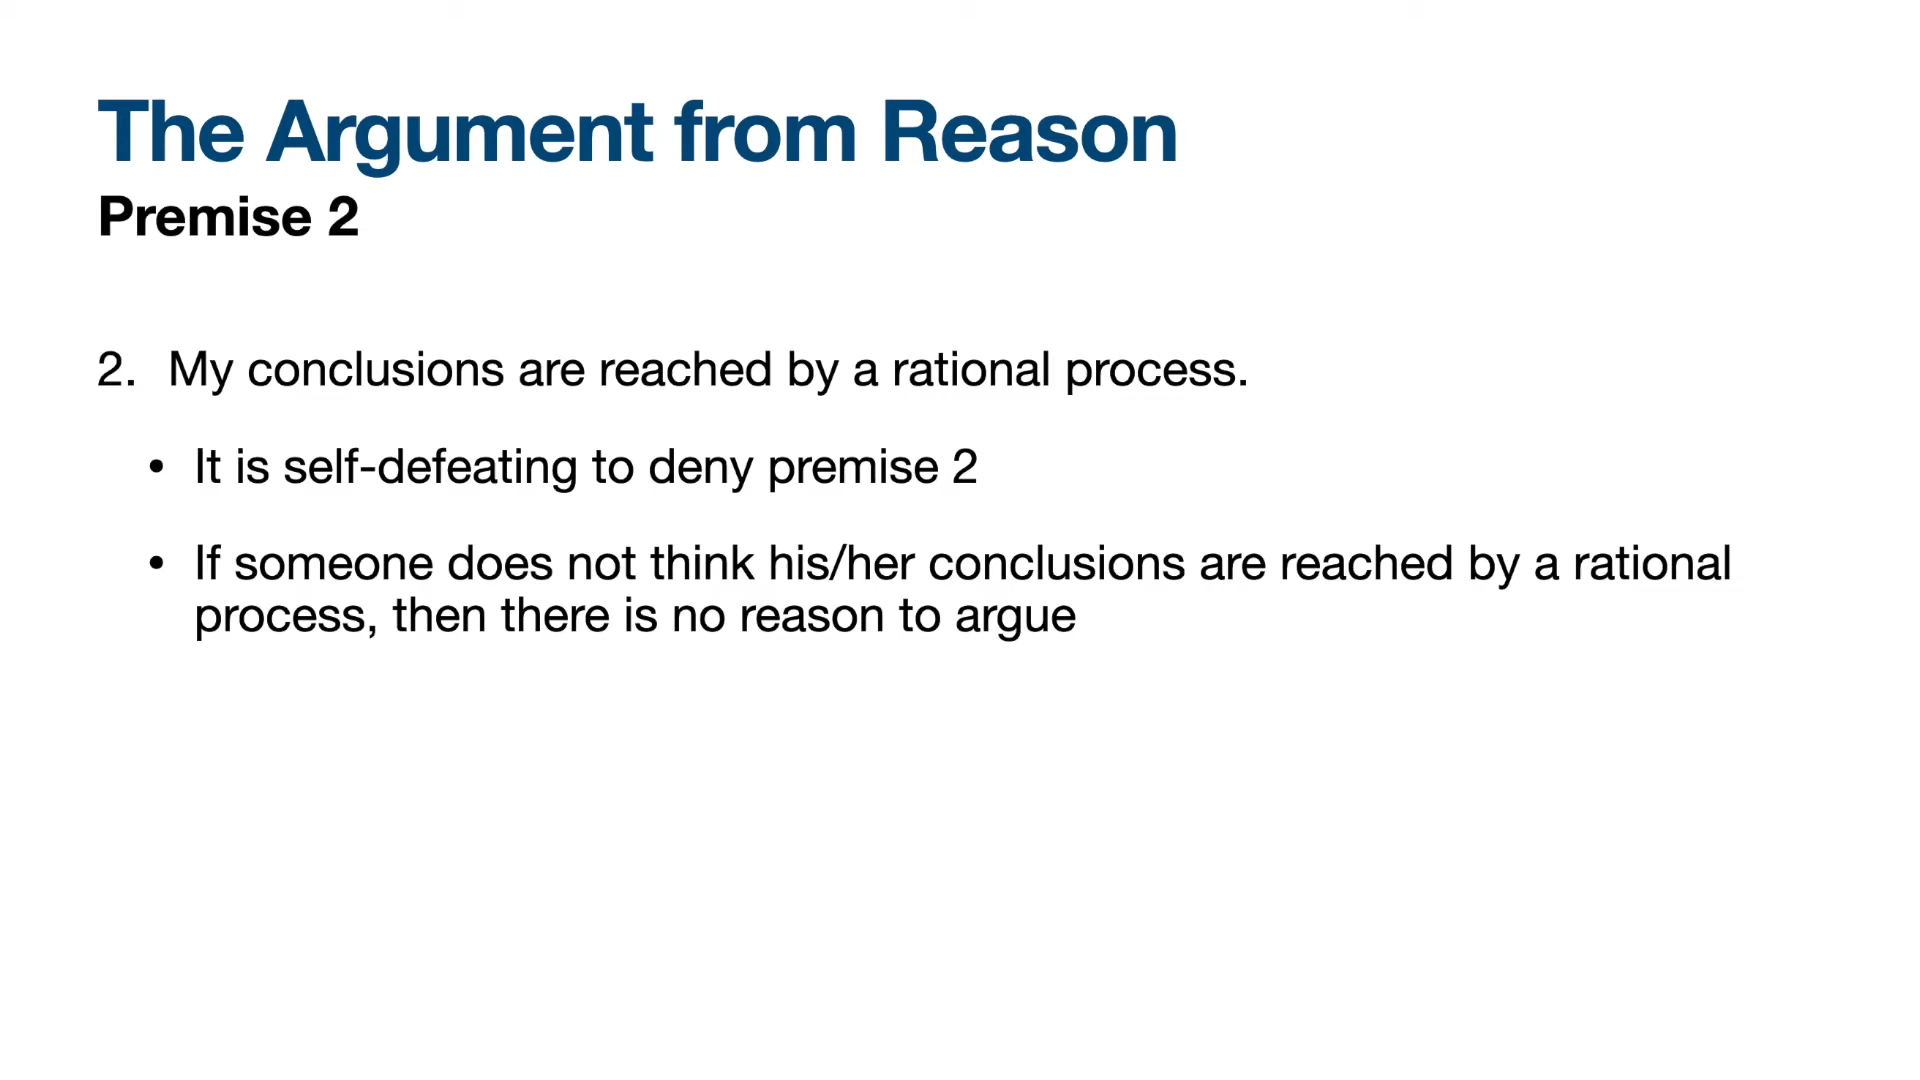 The Argument from Reason
Premise 2
2. My conclusions are reached by a rational process.
• It is self-defeating to deny premise 2
• If someone does not think his/her conclusions are reached by a rational
process, then there is no reason to argue